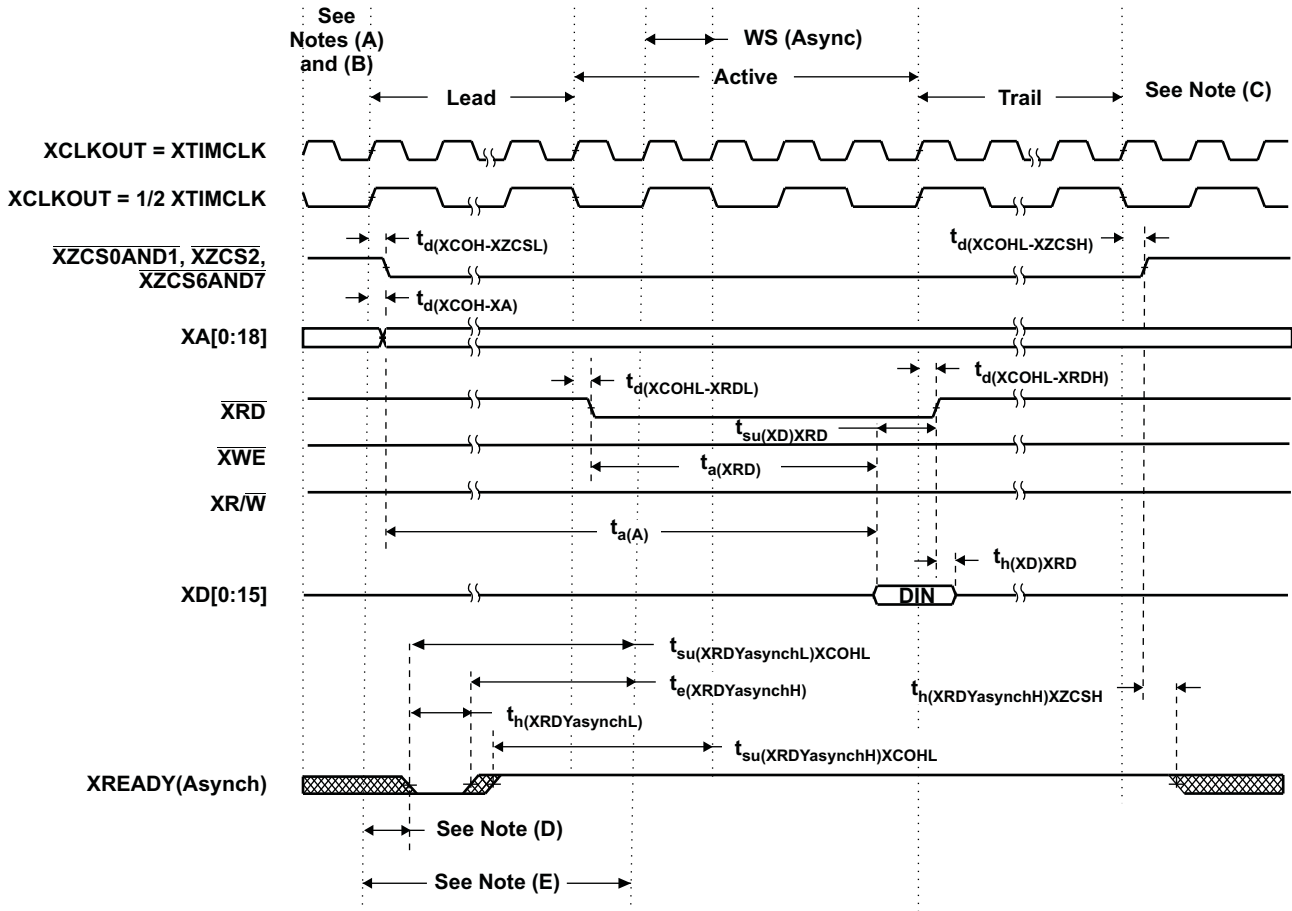 See
Notes (A)
and (B)
WS (Async)
Active
Lead
Trail
See Note (C)
XCLKOUT = XTIMCLK
XCLKOUT = 1/2 XTIMCLK
td(XCOH-XZCSL)
td(XCOHL-XZCSH)
XZCS0AND1, XZCS2,
XZCS6AND7
td(XCOH-XA)
XA[0:18]
td(XCOHL-XRDL)
td(XCOHL-XRDH)
XRD
tsu(XD)XRD
XWE
ta(XRD)
XR/W
ta(A)
th(XD)XRD
XD[0:15]
DIN
tsu(XRDYasynchL)XCOHL
te(XRDYasynchH)
th(XRDYasynchH)XZCSH
th(XRDYasynchL)
tsu(XRDYasynchH)XCOHL
XREADY(Asynch)
See Note (D)
See Note (E)